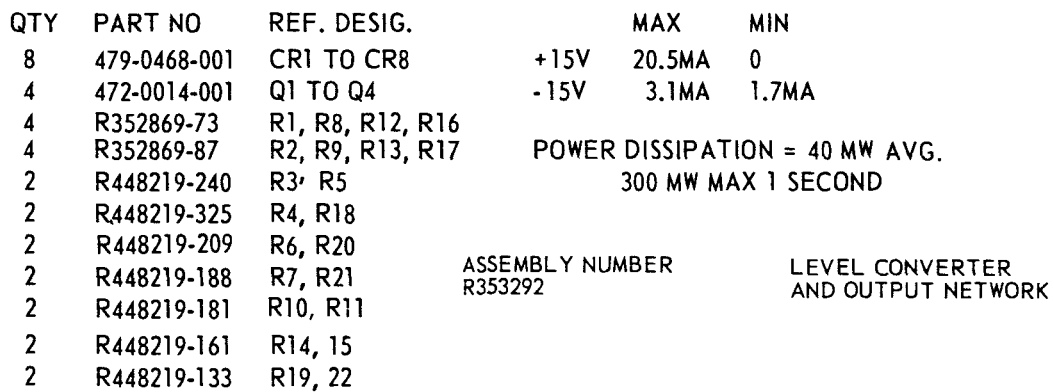 QTY PART NO REF. DESIG. MAX MIN
8 479-0468-001 CR1 TO CR8 +15V 20.5MA 0
4 472-0014-001 Q1 TO Q4 -15V 3.1MA 1.7MA
4 R352869-73 R1, R8, R12, R16
4 R352869-87 R2, R9, R13, R17 POWER DISSIPATION = 40 MW AVG.
2 R448219-240 R3, R5 300 MW MAX 1 SECOND
2 R448219-325 R4, R18
2 R448219-209 R6, R20
2 R448219-188 R7, R21
2 R448219-181 R10, R11
2 R448219-161 R14, 15
2 R448219-133 R19, 22
ASSEMBLY NUMBER
R353292
LEVEL CONVERTER
AND OUTPUT NETWORK